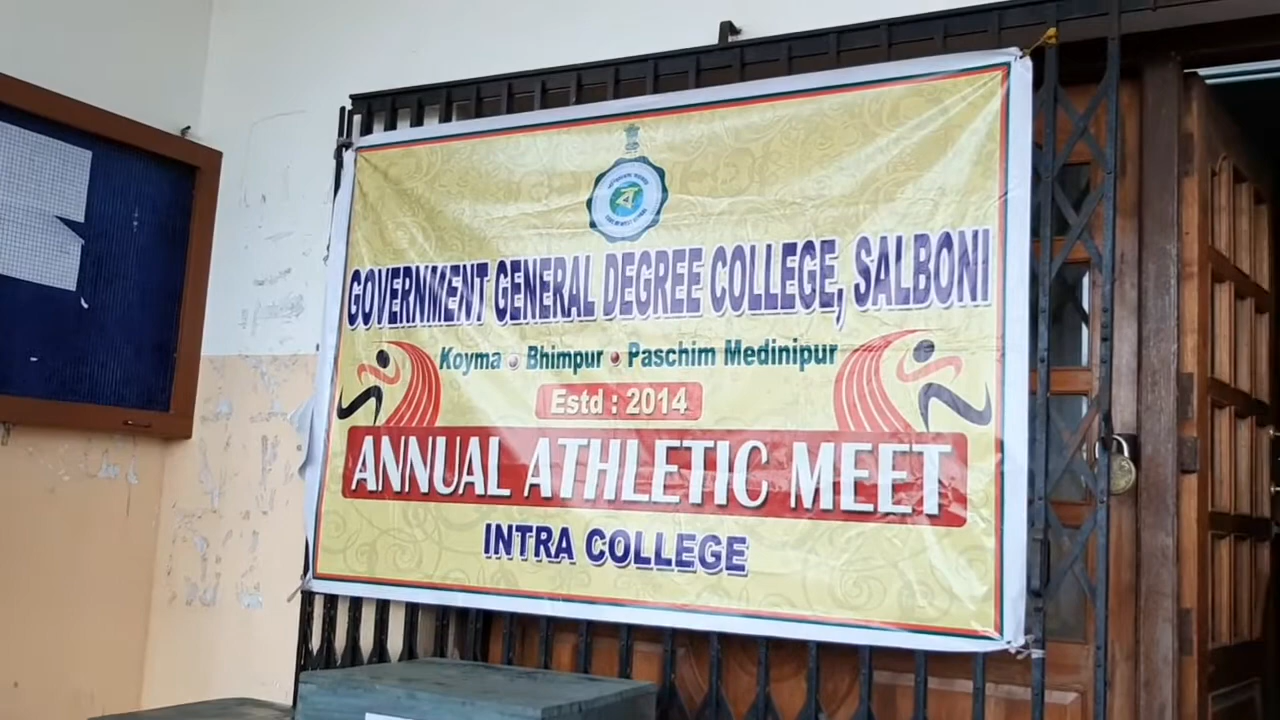 GOVERNMENT GENERAL DEGREE COLLEGE, SALBONI
Koyma • Bhimpur • Paschim Medinipur
Estd : 2014
ANNUAL ATHLETIC MEET
INTRA COLLEGE